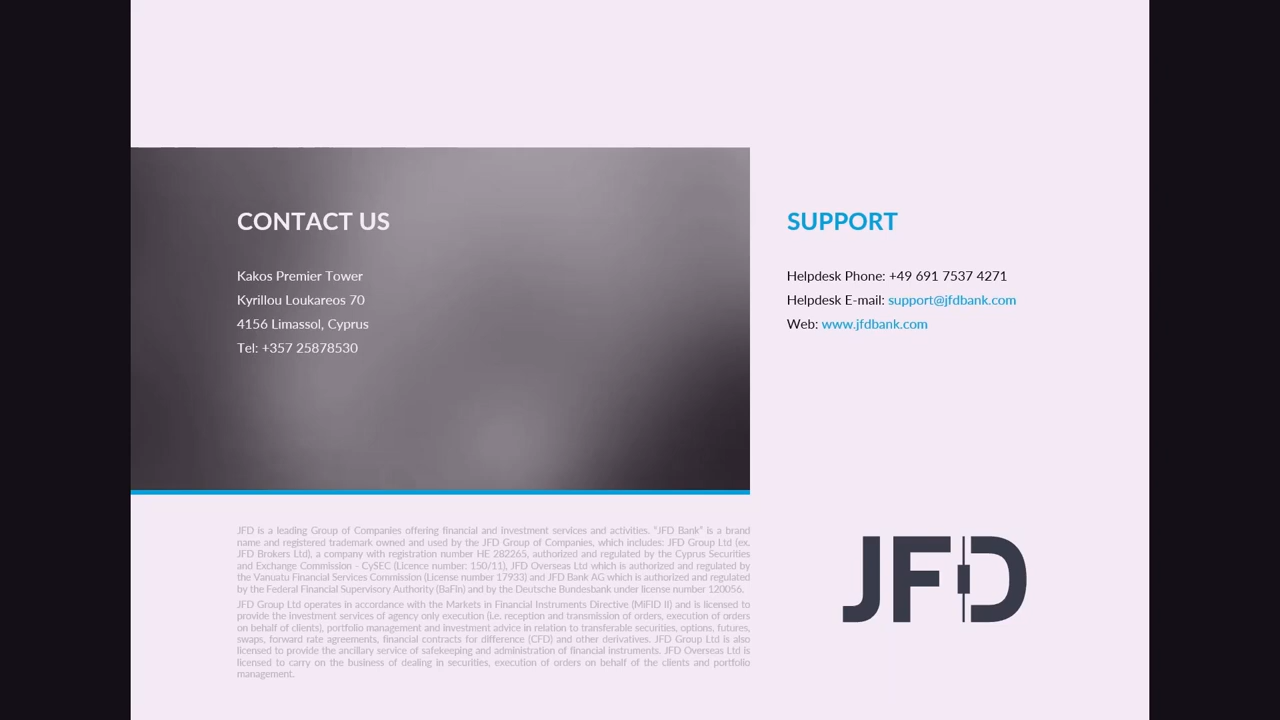 CONTACT US
Kakos Premier Tower
Kyrillou Loukareos 70
4156 Limassol, Cyprus
Tel: +357 25878530
SUPPORT
Helpdesk Phone: +49 691 7537 4271
Helpdesk E-mail: support@jfdbank.com
Web: www.jfdbank.com
JFD is a leading Group of Companies offering financial and investment services and activities. “JFD Bank” is a brand
name and registered trademark owned and used by the JFD Group of Companies, which includes: JFD Group Ltd (ex.
JFD Brokers Ltd), a company with registration number HE 282265, authorized and regulated by the Cyprus Securities
and Exchange Commission - CySEC (Licence number: 150/11), JFD Overseas Ltd which is authorized and regulated by
the Vanuatu Financial Services Commission (License number 17933) and JFD Bank AG which is authorized and regulated
by the Federal Financial Supervisory Authority (BaFin) and by the Deutsche Bundesbank under license number 120056.
JFD Group Ltd operates in accordance with the Markets in Financial Instruments Directive (MiFID II) and is licensed to
provide the investment services of agency only execution (i.e. reception and transmission of orders, execution of orders
on behalf of clients), portfolio management and investment advice in relation to transferable securities, options, futures,
swaps, forward rate agreements, financial contracts for difference (CFD) and other derivatives. JFD Group Ltd is also
licensed to provide the ancillary service of safekeeping and administration of financial instruments. JFD Overseas Ltd is
licensed to carry on the business of dealing in securities, execution of orders on behalf of the clients and portfolio
management.
JFD